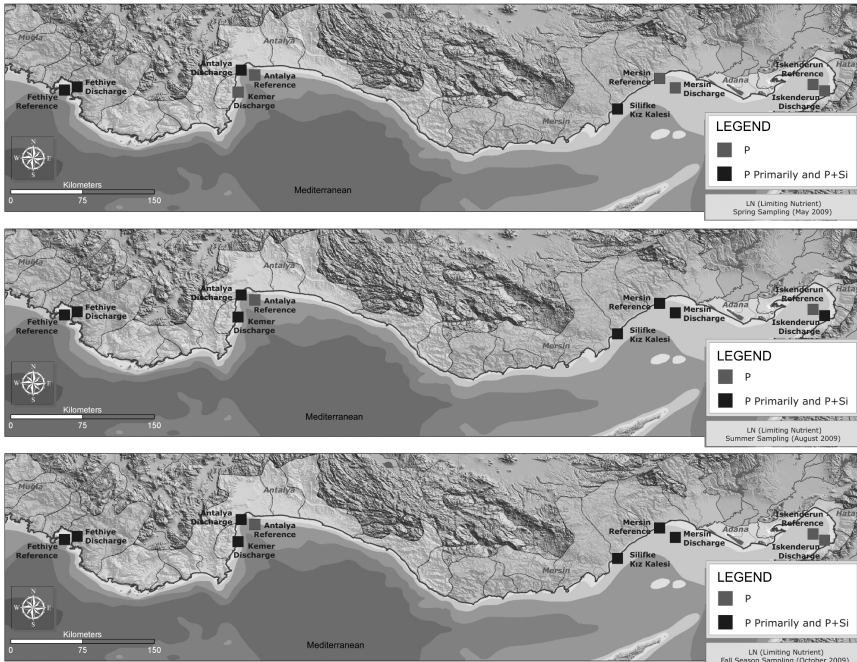 Muğla
Antalya
Antalya
Discharge
Fethiye
Discharge
Fethiye
Reference
Antalya
Reference
Kemer
Discharge
Mersin
Reference
Mersin
Discharge
Adana
Iskenderun
Reference
Hata
Iskenderun
Discharge
Silifke
Kız Kalesi
Mersin
N
W
E
S
Kilometers
0 75 150
Mediterranean
LEGEND
P
P Primarily and P+Si
LN (Limiting Nutrient)
Spring Sampling (May 2009)
Muğla
Antalya
Antalya
Discharge
Fethiye
Discharge
Fethiye
Reference
Antalya
Reference
Kemer
Discharge
Mersin
Reference
Mersin
Discharge
Adana
Iskenderun
Reference
Hata
Iskenderun
Discharge
Silifke
Kız Kalesi
Mersin
N
W
E
S
Kilometers
0 75 150
Mediterranean
LEGEND
P
P Primarily and P+Si
LN (Limiting Nutrient)
Summer Sampling (August 2009)
Muğla
Antalya
Antalya
Discharge
Fethiye
Discharge
Fethiye
Reference
Antalya
Reference
Kemer
Discharge
Mersin
Reference
Mersin
Discharge
Adana
Iskenderun
Reference
Hata
Iskenderun
Discharge
Silifke
Kız Kalesi
Mersin
N
W
E
S
Kilometers
0 75 150
Mediterranean
LEGEND
P
P Primarily and P+Si
LN (Limiting Nutrient)
Fall Season Sampling (October 2009)